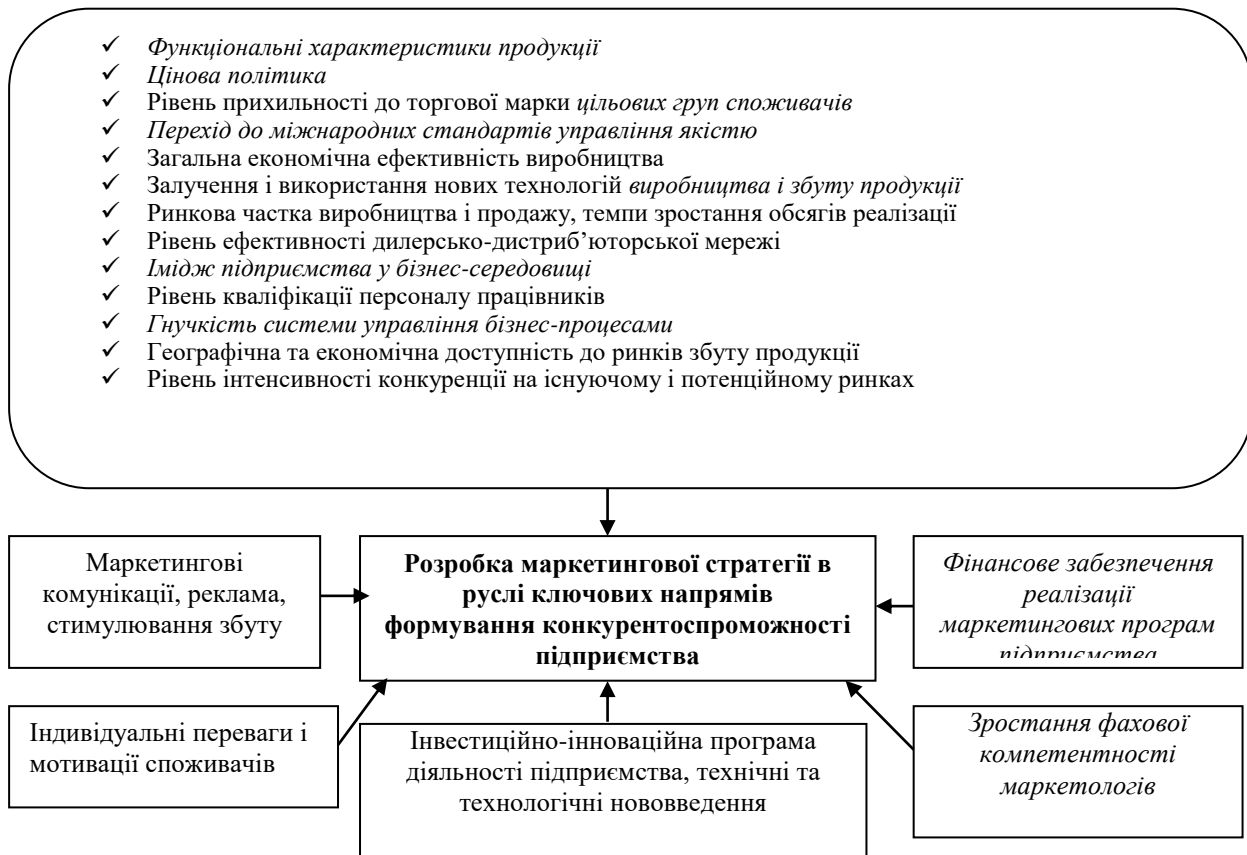 ✓ Функціональні характеристики продукції
✓ Цінова політика
✓ Рівень прихильності до торгової марки цільових груп споживачів
✓ Перехід до міжнародних стандартів управління якістю
✓ Загальна економічна ефективність виробництва
✓ Залучення і використання нових технологій виробництва і збуту продукції
✓ Ринкова частка виробництва і продажу, темпи зростання обсягів реалізації
✓ Рівень ефективності дилерсько-дистриб’юторської мережі
✓ Імідж підприємства у бізнес-середовищі
✓ Рівень кваліфікації персоналу працівників
✓ Гнучкість системи управління бізнес-процесами
✓ Географічна та економічна доступність до ринків збуту продукції
✓ Рівень інтенсивності конкуренції на існуючому і потенційному ринках
Маркетингові
комунікації, реклама,
стимулювання збуту
Розробка маркетингової стратегії в
руслі ключових напрямів
формування конкурентоспроможності
підприємства
Фінансове забезпечення
реалізації
маркетингових програм
підприємства
Індивідуальні переваги і
мотивації споживачів
Інвестиційно-інноваційна програма
діяльності підприємства, технічні та
технологічні нововведення
Зростання фахової
компетентності
маркетологів